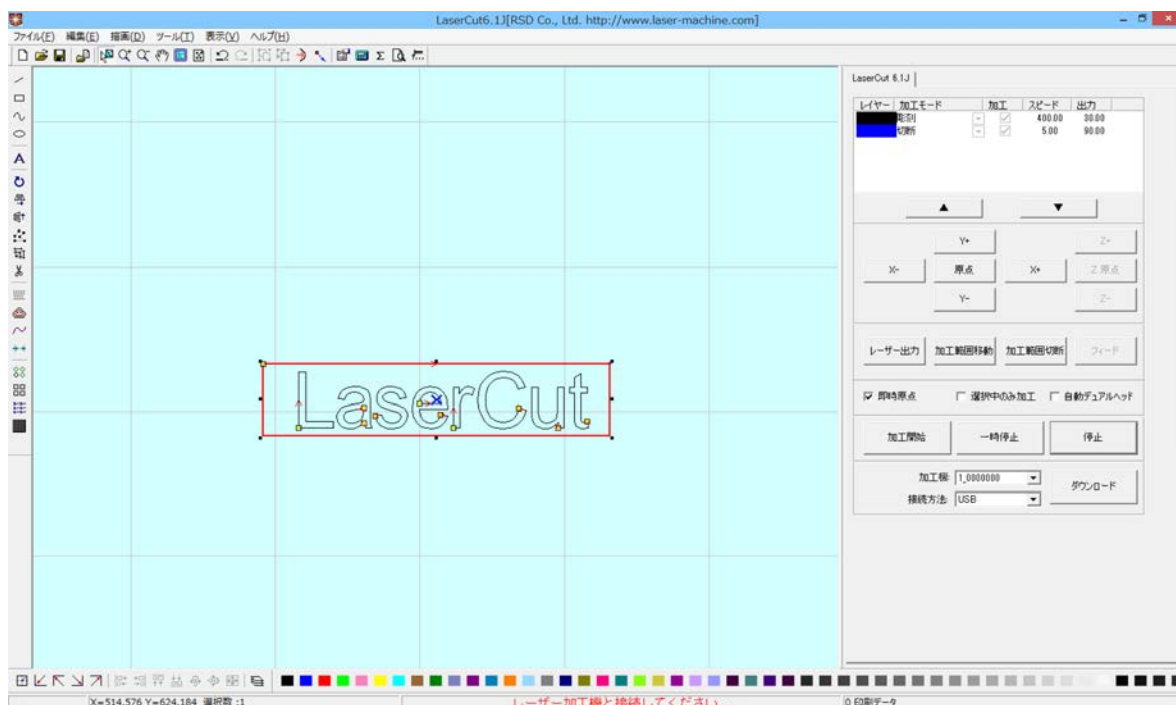 LaserCut6.1J[RSD Co., Ltd. http://www.laser-machine.com]
ファイル(F) 編集(E) 描画(D) ツール(T) 表示(V) ヘルプ(H)
LaserCut 6.1J
レイヤー 加工モード 加工 スピード 出力
彫刻 400.00 30.00
切断 5.00 90.00
▲ ▼
Y+ Z+
X- 原点 X+ Z 原点
Y- Z-
レーザー出力 加工範囲移動 加工範囲切断 フィード
即時原点 選択中のみ加工 自動デュアルヘッド
加工開始 一時停止 停止
加工機: 1_0000000 ダウンロード
接続方法: USB
LaserCut
X=514.576 Y=624.184 選択数 :1 レーザー加工機と接続してください 0 印刷データ